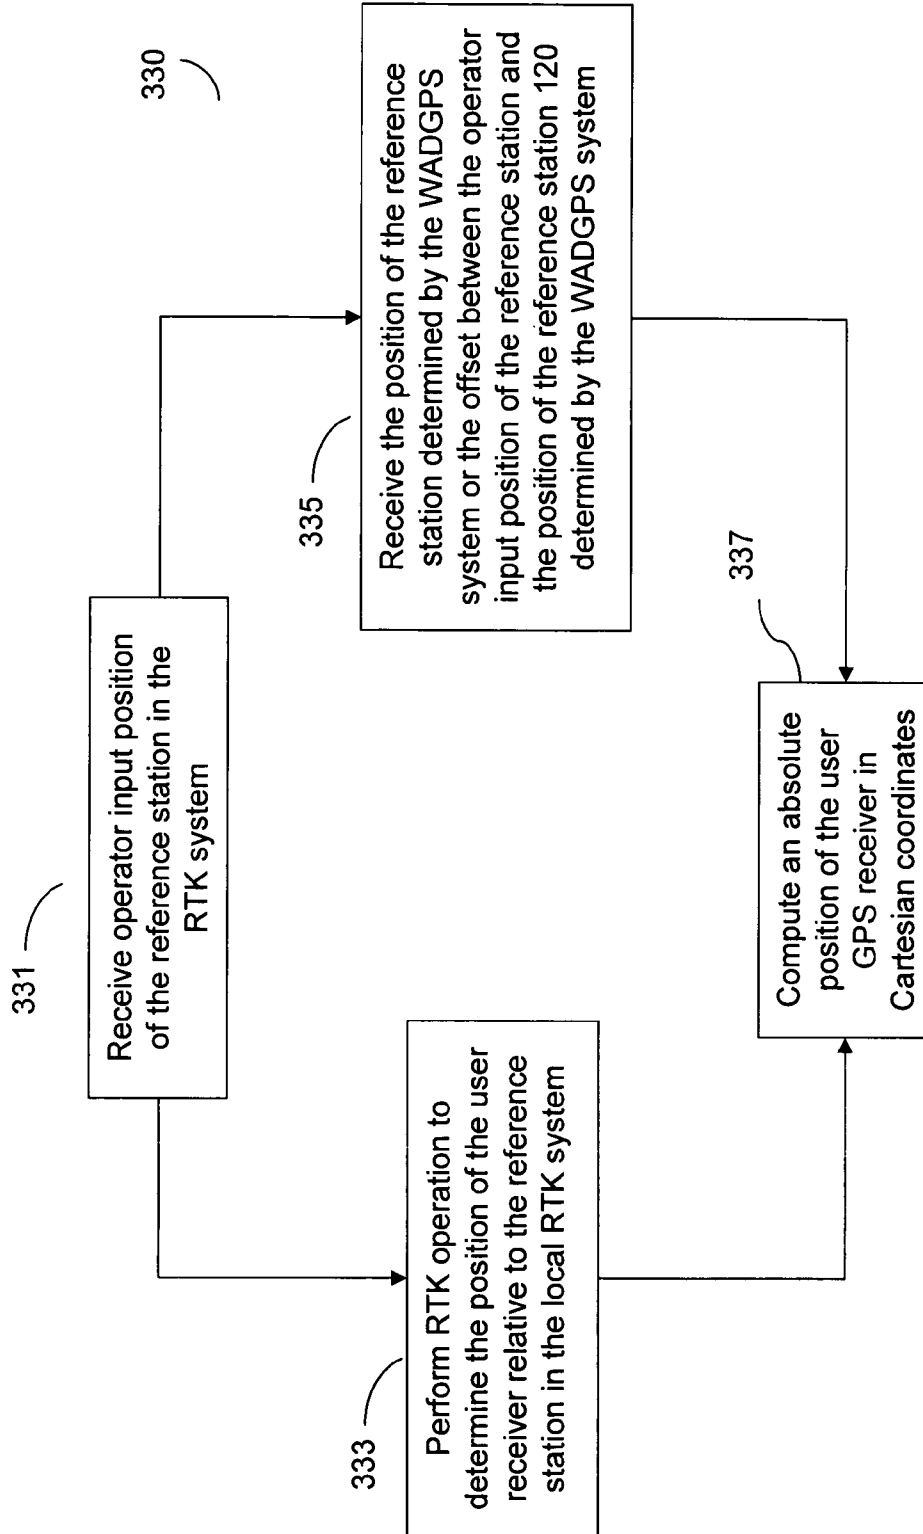 330
331
Receive operator input position
of the reference station in the
RTK system
333
Perform RTK operation to
determine the position of the user
receiver relative to the reference
station in the local RTK system
335
Receive the position of the reference
station determined by the WADGPS
system or the offset between the operator
input position of the reference station and
the position of the reference station 120
determined by the WADGPS system
337
Compute an absolute
position of the user
GPS receiver in
Cartesian coordinates